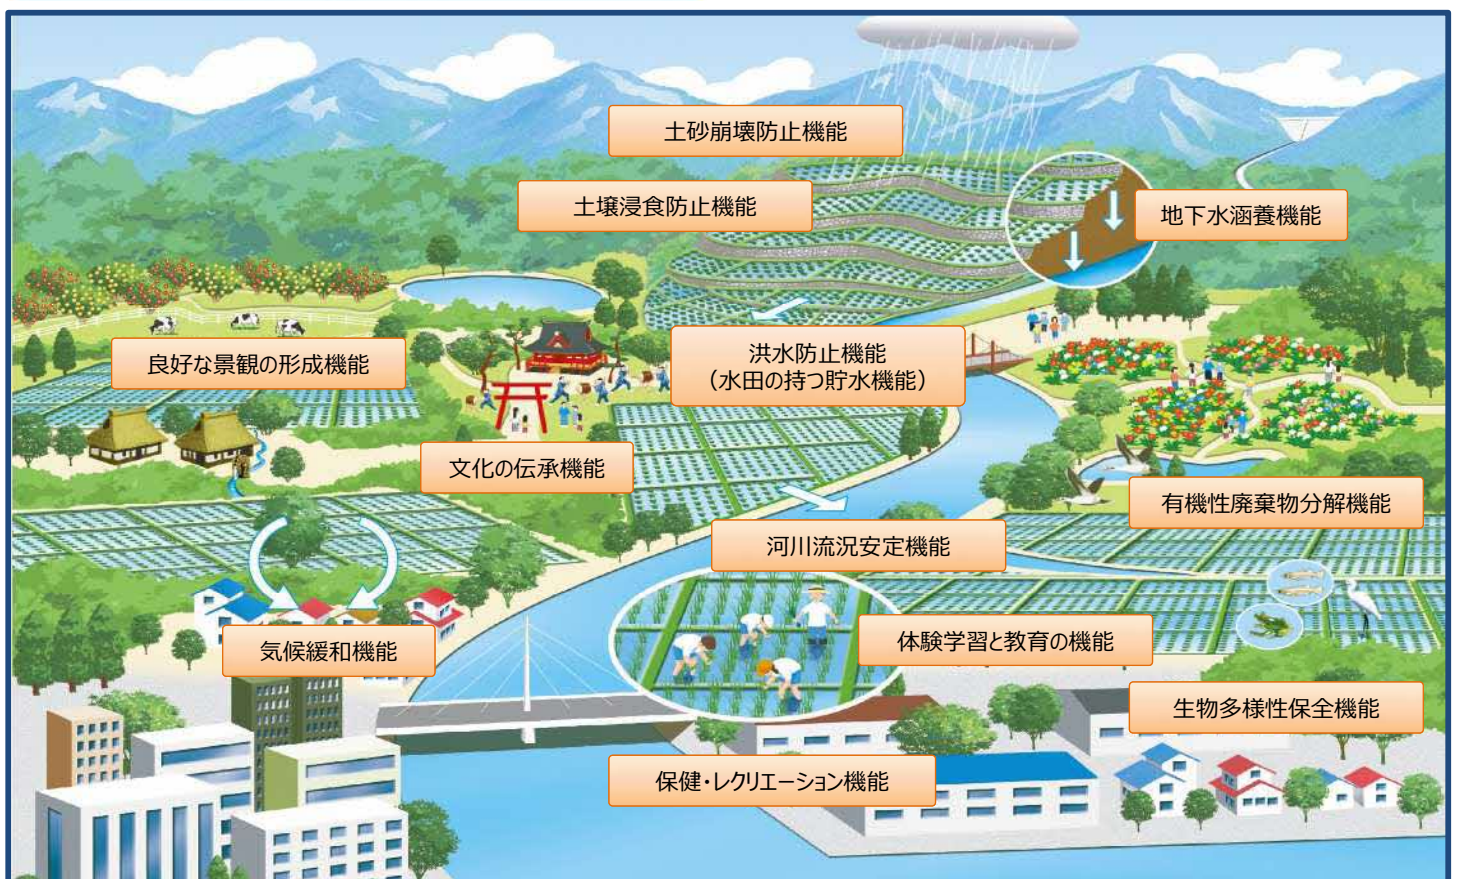 土砂崩壊防止機能
土壌浸食防止機能
地下水涵養機能
良好な景観の形成機能
洪水防止機能
（水田の持つ貯水機能）
文化の伝承機能
有機性廃棄物分解機能
河川流況安定機能
体験学習と教育の機能
気候緩和機能
生物多様性保全機能
保健・レクリエーション機能